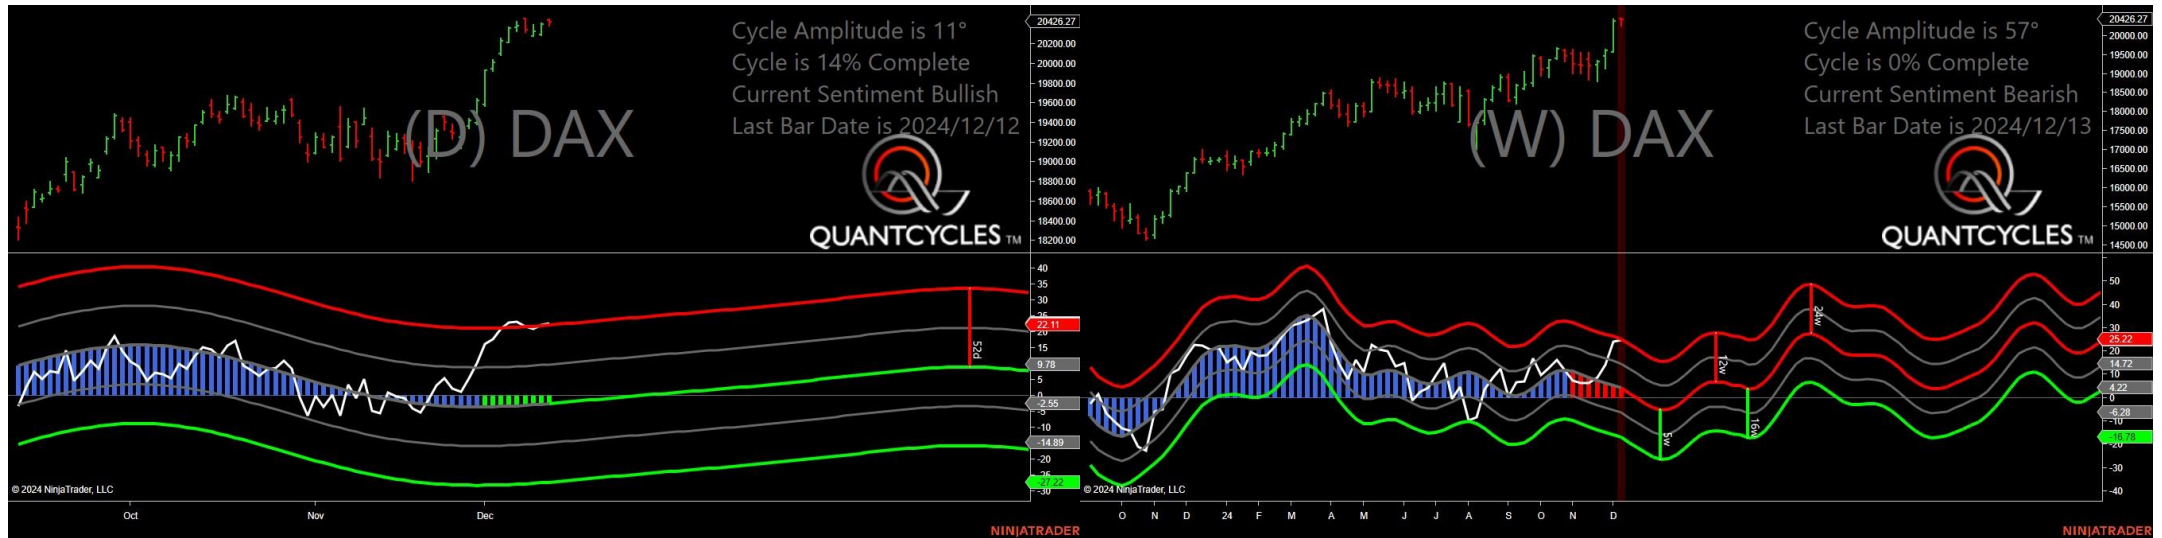 Cycle Amplitude is 11°
Cycle is 14% Complete
Current Sentiment Bullish
Last Bar Date is 2024/12/12
(D) DAX
QUANTCYCLES TM
20426.27
20200.00
20000.00
19800.00
19600.00
19400.00
19200.00
19000.00
18800.00
18600.00
18400.00
18200.00
40
35
30
25
22.11
20
15
9.78
5
0
-2.55
-5
-10
-14.89
-20
-25
-27.22
-30
52d
© 2024 NinjaTrader, LLC
Oct
Nov
Dec
NINJATRADER
Cycle Amplitude is 57°
Cycle is 0% Complete
Current Sentiment Bearish
Last Bar Date is 2024/12/13
(W) DAX
QUANTCYCLES TM
20426.27
20000.00
19500.00
19000.00
18500.00
18000.00
17500.00
17000.00
16500.00
16000.00
15500.00
15000.00
14500.00
50
40
30
25.22
20
14.72
10
4.22
0
-6.28
-10
-16.78
-20
-30
-40
5w
12w
16w
24w
© 2024 NinjaTrader, LLC
O N D 24 F M A M J J A S O N D
NINJATRADER